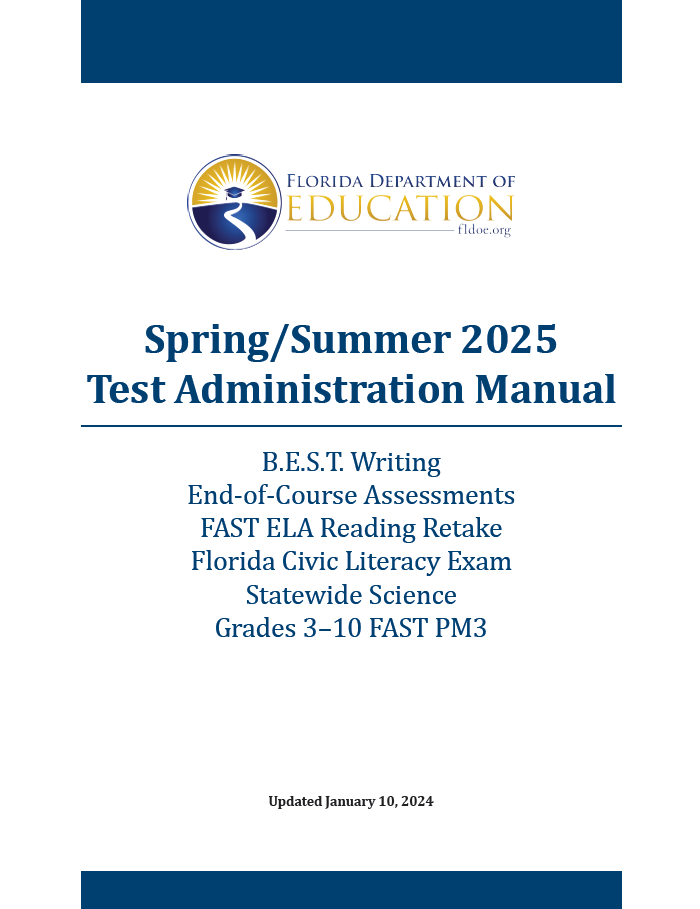 FLORIDA DEPARTMENT OF
EDUCATION
fldoe.org
Spring/Summer 2025
Test Administration Manual
B.E.S.T. Writing
End-of-Course Assessments
FAST ELA Reading Retake
Florida Civic Literacy Exam
Statewide Science
Grades 3–10 FAST PM3
Updated January 10, 2024